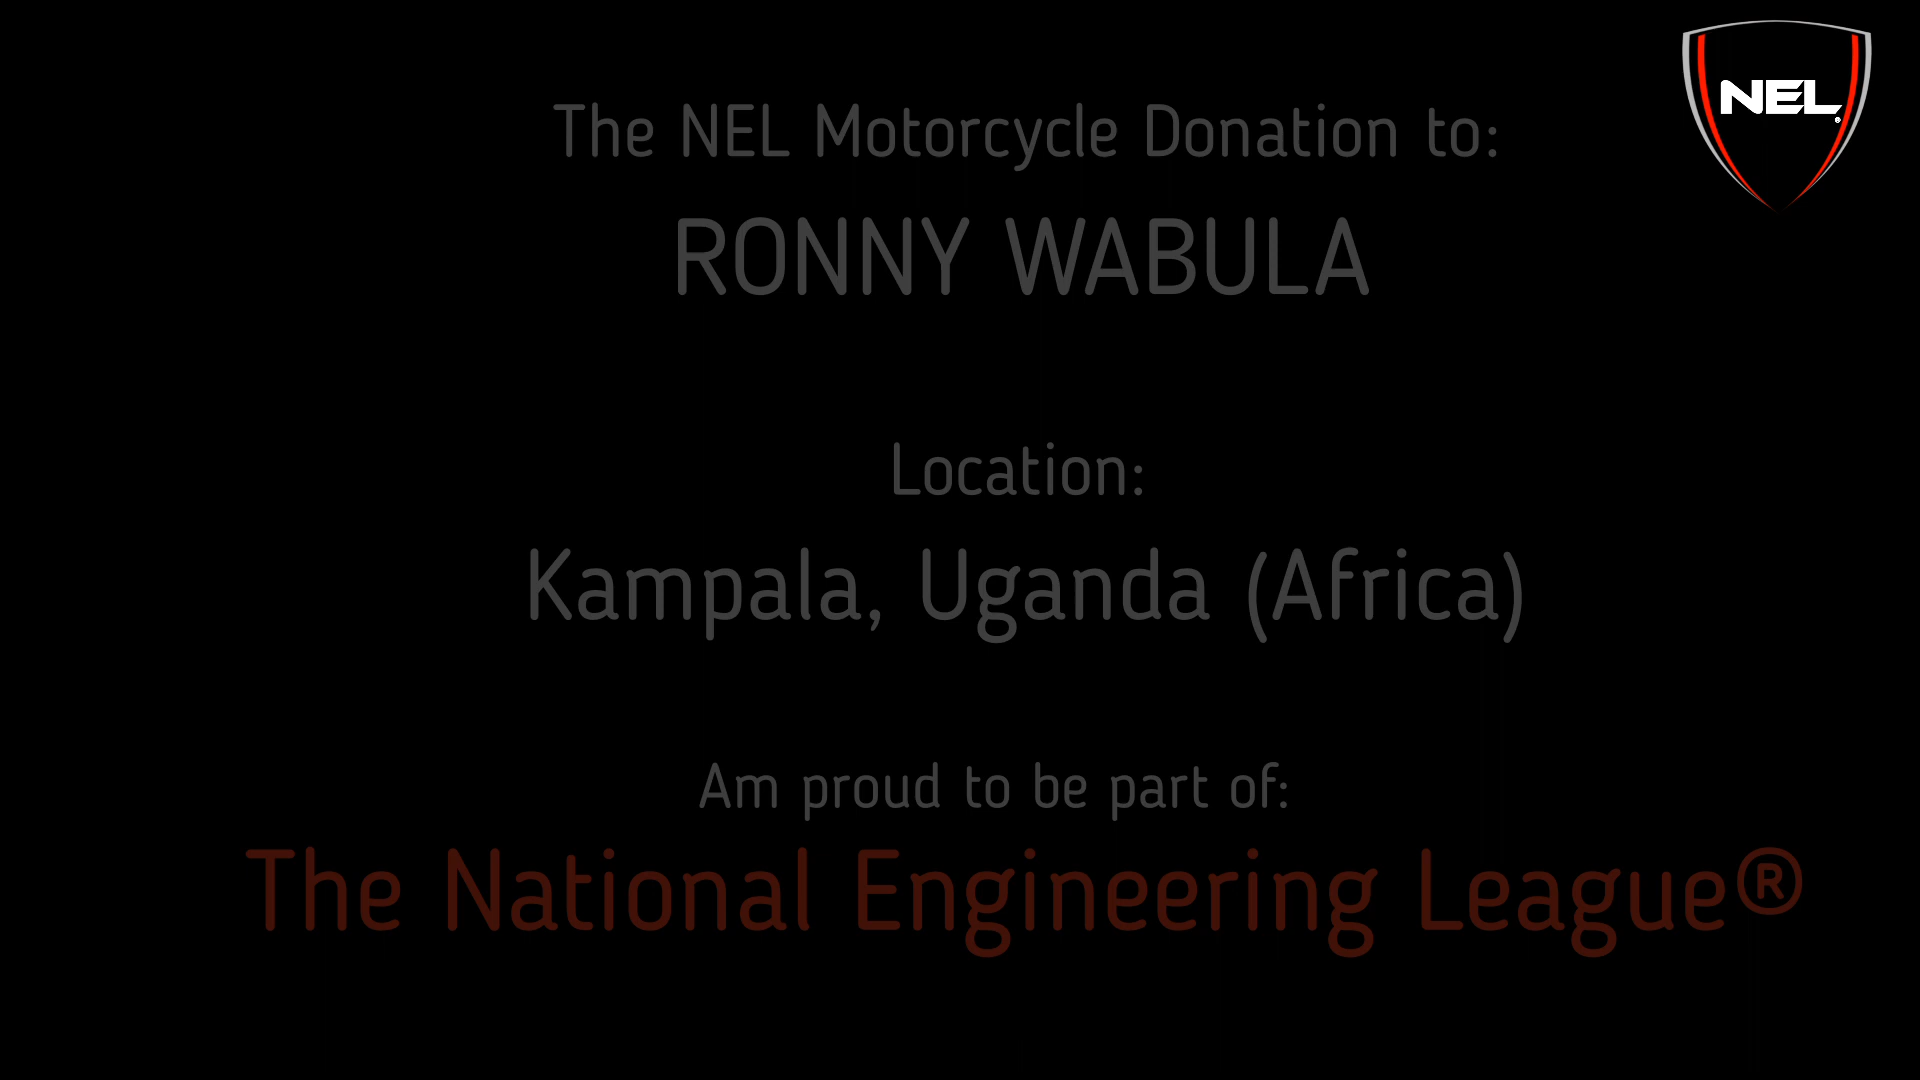 NEL®
The NEL Motorcycle Donation to:
RONNY WABULA
Location:
Kampala, Uganda (Africa)
Am proud to be part of:
The National Engineering League®